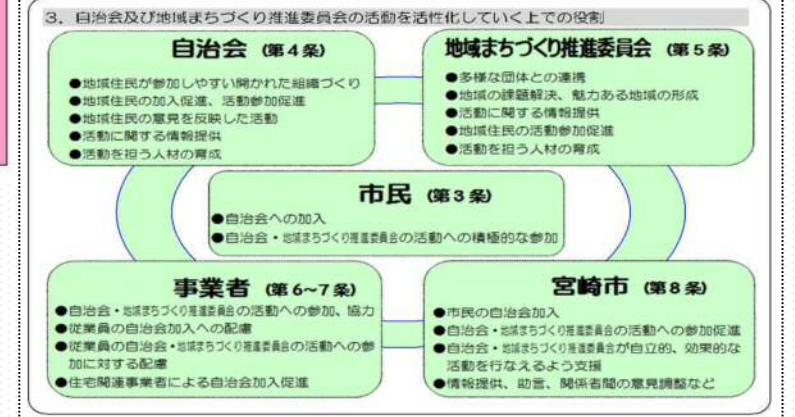 3．自治会及び地域まちづくり推進委員会の活動を活性化していく上での役割
自治会（第４条）
●地域住民が参加しやすい開かれた組織づくり
●地域住民の加入促進、活動参加促進
●地域住民の意見を反映した活動
●活動に関する情報提供
●活動を担う人材の育成
地域まちづくり推進委員会（第５条）
●多様な団体との連携
●地域の課題解決、魅力ある地域の形成
●活動に関する情報提供
●地域住民の活動参加促進
●活動を担う人材の育成
市民（第３条）
●自治会への加入
●自治会・地域まちづくり推進委員会の活動への積極的な参加
事業者（第６～７条）
●自治会・地域まちづくり推進委員会の活動への参加、協力
●従業員の自治会加入への配慮
●従業員の自治会・地域まちづくり推進委員会の活動への参
加に対する配慮
●住宅関連事業者による自治会加入促進
宮崎市（第８条）
●市民の自治会加入
●自治会・地域まちづくり推進委員会の活動への参加促進
●自治会・地域まちづくり推進委員会が自立的、効果的な
活動を行なえるよう支援
●情報提供、助言、関係者間の意見調整など